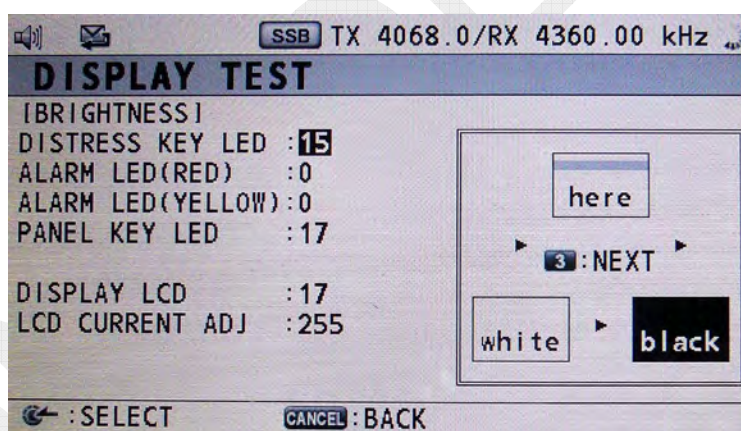 SSB TX 4068.0/RX 4360.00 kHz
DISPLAY TEST
[BRIGHTNESS]
DISTRESS KEY LED :15
ALARM LED(RED) :0
ALARM LED(YELLOW):0
PANEL KEY LED :17
DISPLAY LCD :17
LCD CURRENT ADJ :255
here
3:NEXT
white
black
:SELECT
CANCEL:BACK